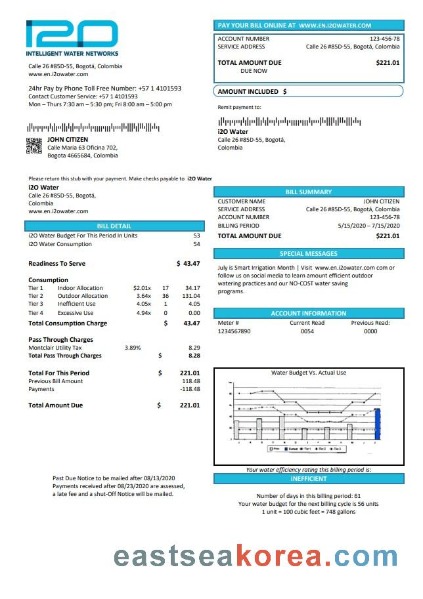 i2O
INTELLIGENT WATER NETWORKS
Calle 26 #85D-55, Bogotá, Colombia
www.en.i2owater.com
24hr Pay by Phone Toll Free Number: +57 1 4101593
Contact Customer Service: +57 1 4101593
Mon – Thurs 7:30 am – 5:30 pm; Fri 8:00 am – 5:00 pm
JOHN CITIZEN
Calle Maria 63 Oficina 702,
Bogota 4665684, Colombia
PAY YOUR BILL ONLINE AT WWW.EN.I2OWATER.COM
ACCOUNT NUMBER 123-456-78
SERVICE ADDRESS Calle 26 #85D-55, Bogotá, Colombia
TOTAL AMOUNT DUE $221.01
DUE NOW
AMOUNT INCLUDED $
Remit payment to:
i2O Water
Calle 26 #85D-55, Bogotá,
Colombia
Please return this stub with your payment. Make checks payable to i2O Water
i2O Water
Calle 26 #85D-55, Bogotá,
Colombia
www.en.i2owater.com
BILL DETAIL
i2O Water Budget For This Period In Units 53
i2O Water Consumption 54
Readiness To Serve $ 43.47
Consumption
Tier 1 Indoor Allocation $2.01x 17 34.17
Tier 2 Outdoor Allocation 3.64x 36 131.04
Tier 3 Inefficient Use 4.05x 1 4.05
Tier 4 Excessive Use 4.94x 0 0.00
Total Consumption Charge $ 43.47
Pass Through Charges
Montclair Utility Tax 3.89% 8.29
Total Pass Through Charges $ 8.28
Total For This Period $ 221.01
Previous Bill Amount 118.48
Payments -118.48
Total Amount Due $ 221.01
Past Due Notice to be mailed after 08/13/2020
Payments received after 08/23/2020 are assessed,
a late fee and a shut-Off Notice will be mailed.
BILL SUMMARY
CUSTOMER NAME JOHN CITIZEN
SERVICE ADDRESS Calle 26 #85D-55, Bogotá, Colombia
ACCOUNT NUMBER 123-456-78
BILLING PERIOD 5/15/2020 – 7/15/2020
TOTAL AMOUNT DUE $221.01
SPECIAL MESSAGES
July is Smart Irrigation Month | Visit www.en.i2owater.com com or
follow us on social media to learn amount efficient outdoor
watering practices and our NO-COST water saving
programs.
ACCOUNT INFORMATION
Meter # Current Read Previous Read:
1234567890 0054 0000
Water Budget Vs. Actual Use
Your water efficiency rating this billing period is:
INEFFICIENT
Number of days in this billing period: 61
Your water budget for the next billing cycle is 56 units
1 unit = 100 cubic feet = 748 gallons
eastseakorea.com